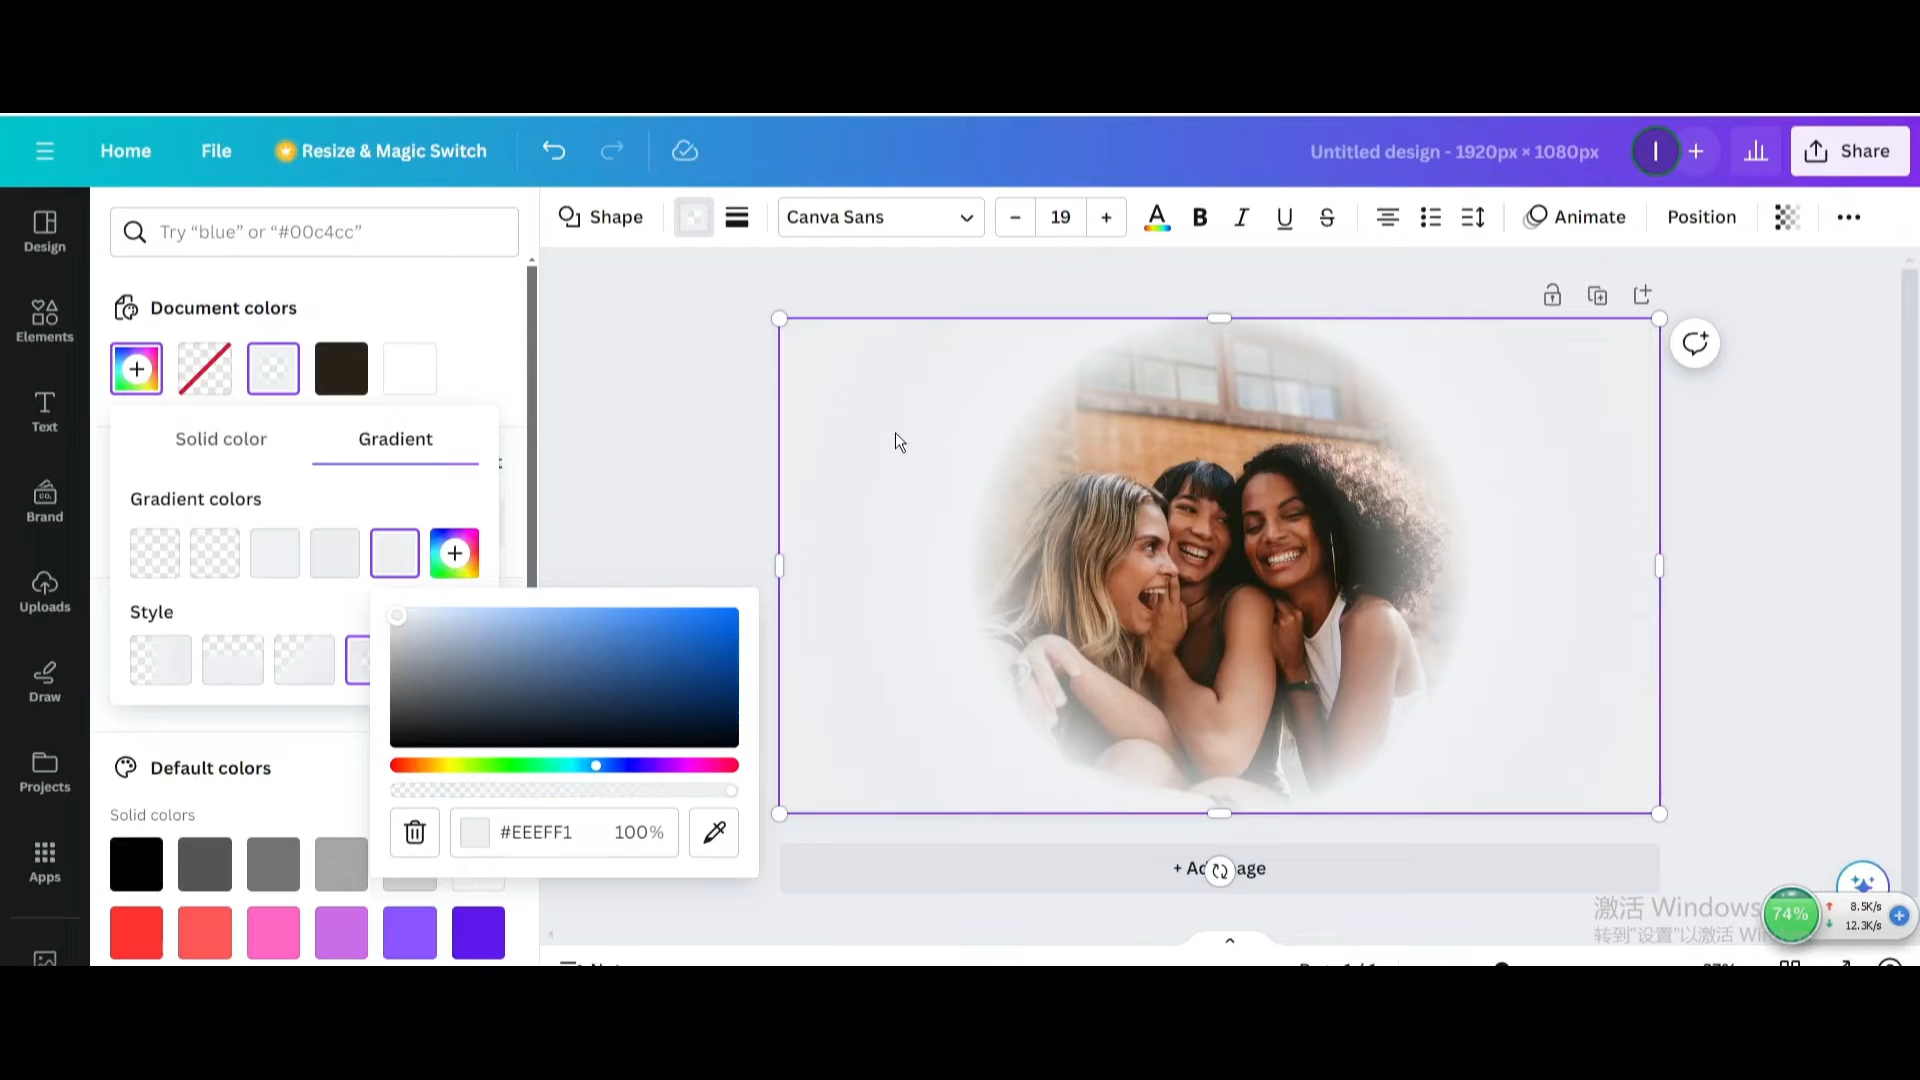 Home
File
Resize & Magic Switch
Untitled design - 1920px × 1080px
I
Share
Design
Elements
Text
Brand
CO.
Uploads
Draw
Projects
Apps
Try “blue” or “#00c4cc”
Document colors
Solid color
Gradient
Gradient colors
Style
#EEEFF1
100%
Default colors
Solid colors
Shape
Canva Sans
19
A
B
I
U
S
Animate
Position
激活 Windows
转到"设置"以激活
74%
8.5K/s
12.3K/s